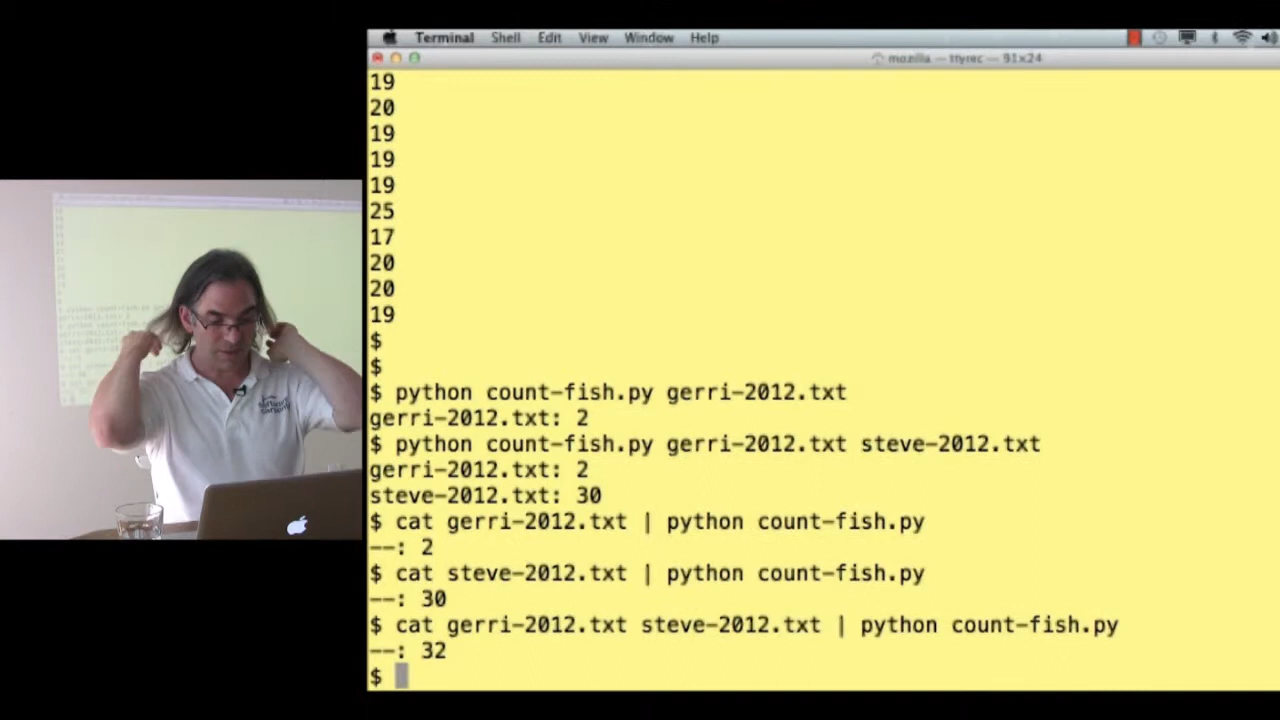 Terminal Shell Edit View Window Help
mozilla — ttyrec — 91x24
19
20
19
19
19
25
17
20
20
19
$
$
$ python count-fish.py gerri-2012.txt
gerri-2012.txt: 2
$ python count-fish.py gerri-2012.txt steve-2012.txt
gerri-2012.txt: 2
steve-2012.txt: 30
$ cat gerri-2012.txt | python count-fish.py
--: 2
$ cat steve-2012.txt | python count-fish.py
--: 30
$ cat gerri-2012.txt steve-2012.txt | python count-fish.py
--: 32
$